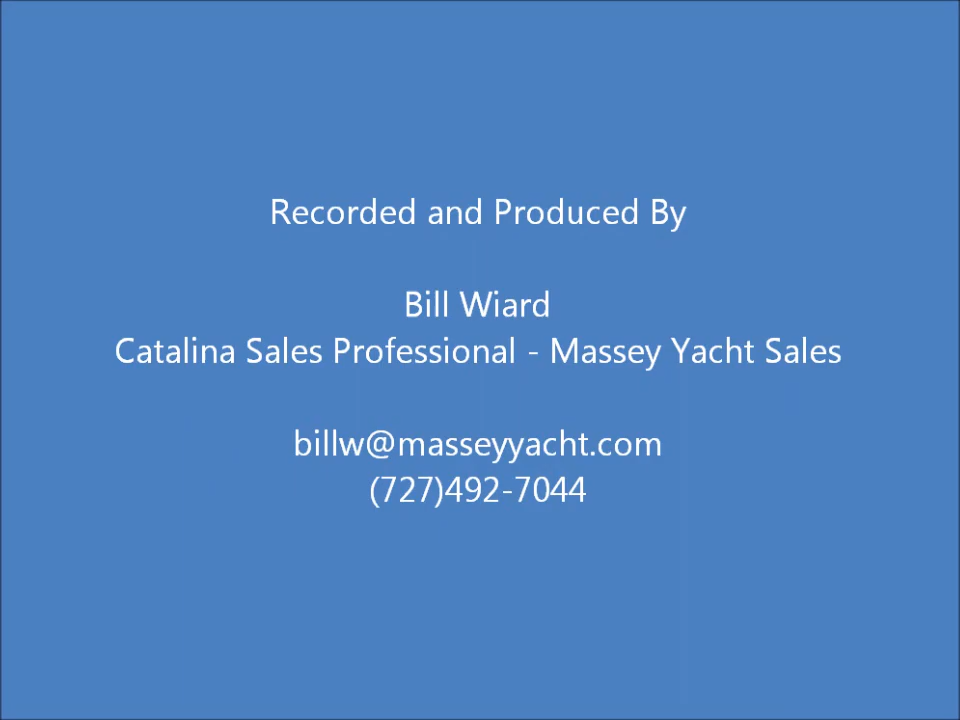 Recorded and Produced By
Bill Wiard
Catalina Sales Professional - Massey Yacht Sales
billw@masseyyacht.com
(727)492-7044